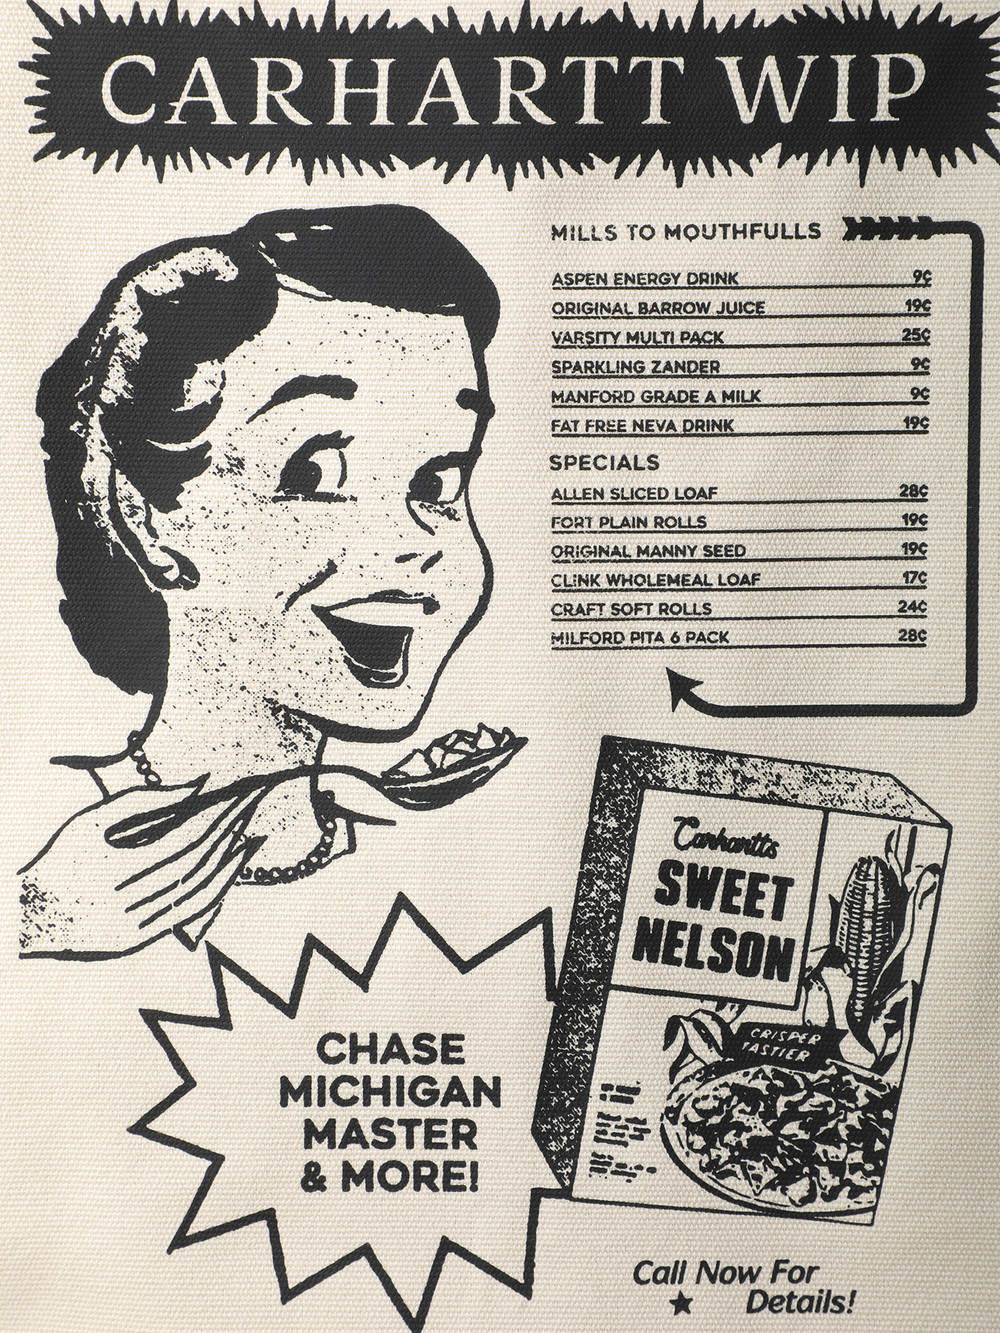 CARHARTT WIP
MILLS TO MOUTHFULLS
ASPEN ENERGY DRINK 9¢
ORIGINAL BARROW JUICE 19¢
VARSITY MULTI PACK 25¢
SPARKLING ZANDER 9¢
MANFORD GRADE A MILK 9¢
FAT FREE NEVA DRINK 19¢
SPECIALS
ALLEN SLICED LOAF 28¢
FORT PLAIN ROLLS 19¢
ORIGINAL MANNY SEED 19¢
CLINK WHOLEMEAL LOAF 17¢
CRAFT SOFT ROLLS 24¢
MILFORD PITA 6 PACK 28¢
Carhartt's
SWEET
NELSON
CRISPER
TASTIER
CHASE
MICHIGAN
MASTER
& MORE!
Call Now For
Details!